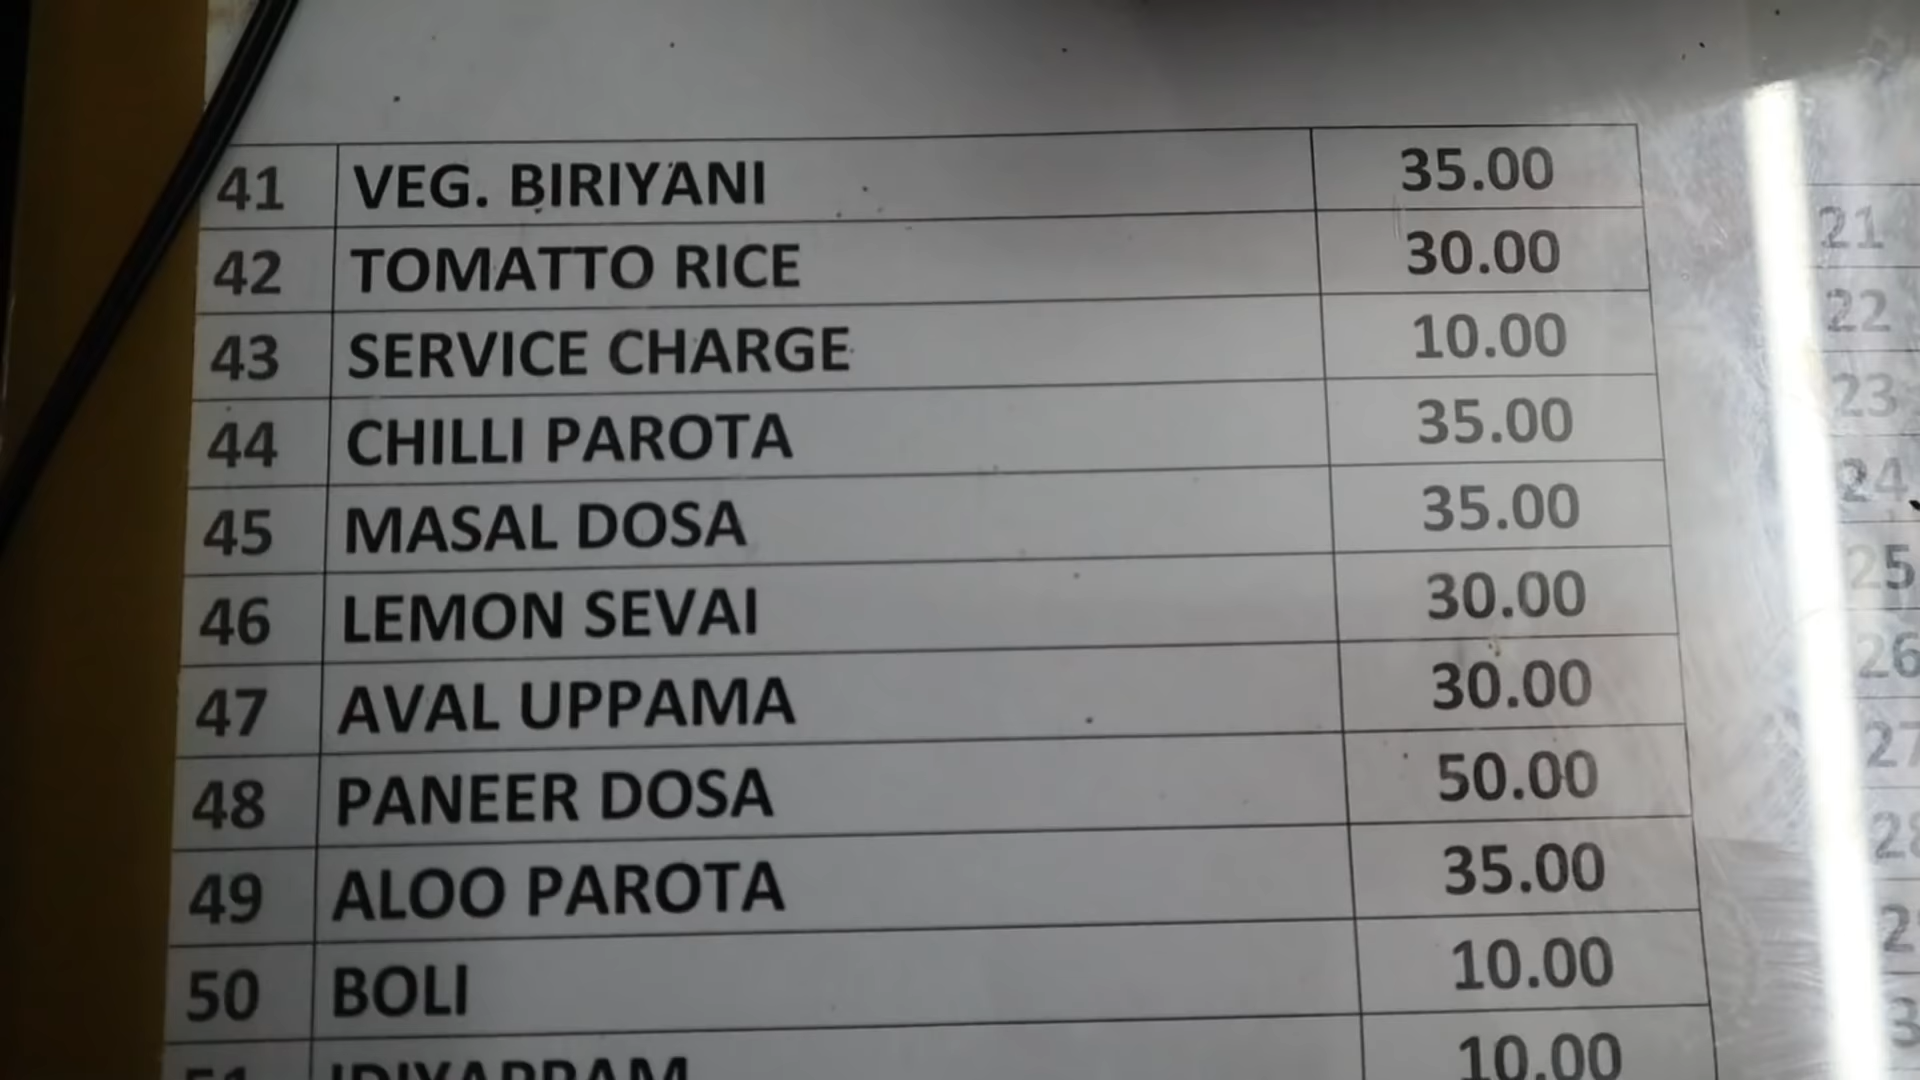 41 VEG. BIRIYANI 35.00
42 TOMATTO RICE 30.00
43 SERVICE CHARGE 10.00
44 CHILLI PAROTA 35.00
45 MASAL DOSA 35.00
46 LEMON SEVAI 30.00
47 AVAL UPPAMA 30.00
48 PANEER DOSA 50.00
49 ALOO PAROTA 35.00
50 BOLI 10.00
51 IDIYAPPAM 10.00
21
22
23
24
25
26
27
28